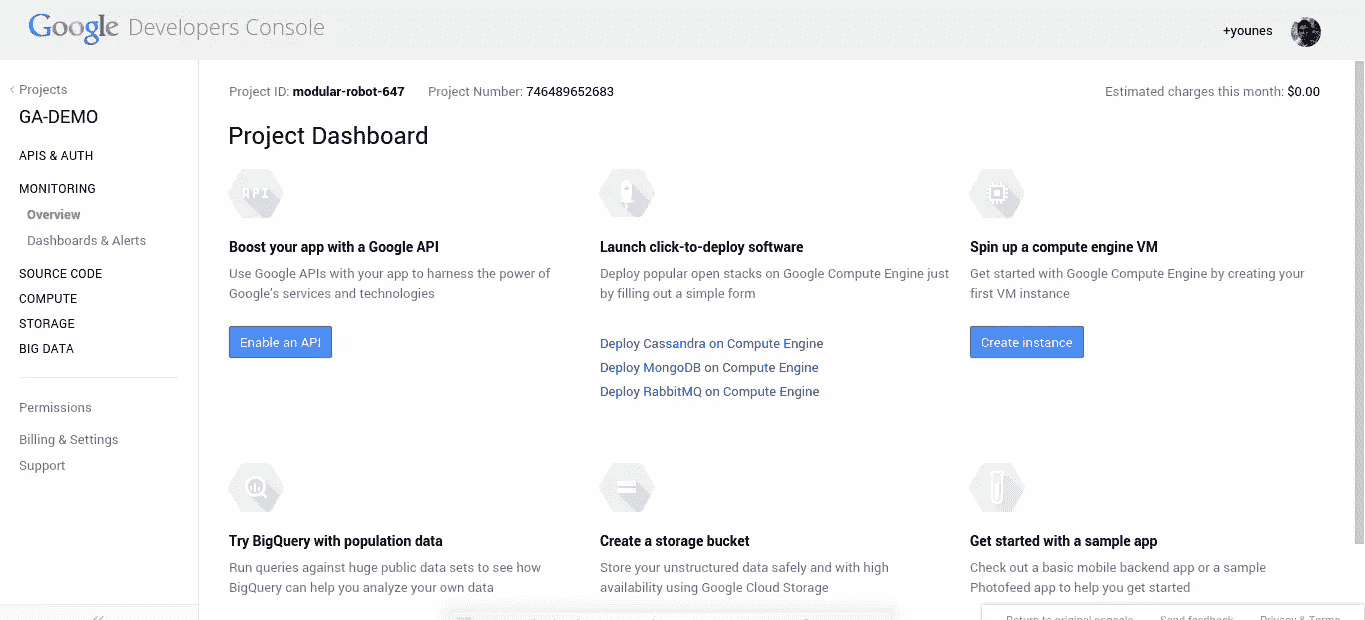 Google Developers Console
+younes
Projects
GA-DEMO
APIS & AUTH
MONITORING
Overview
Dashboards & Alerts
SOURCE CODE
COMPUTE
STORAGE
BIG DATA
Permissions
Billing & Settings
Support
Project ID: modular-robot-647 Project Number: 746489652683 Estimated charges this month: $0.00
Project Dashboard
API
Boost your app with a Google API
Use Google APIs with your app to harness the power of
Google's services and technologies
Enable an API
Launch click-to-deploy software
Deploy popular open stacks on Google Compute Engine just
by filling out a simple form
Deploy Cassandra on Compute Engine
Deploy MongoDB on Compute Engine
Deploy RabbitMQ on Compute Engine
Spin up a compute engine VM
Get started with Google Compute Engine by creating your
first VM instance
Create instance
Try BigQuery with population data
Run queries against huge public data sets to see how
BigQuery can help you analyze your own data
Create a storage bucket
Store your unstructured data safely and with high
availability using Google Cloud Storage
Get started with a sample app
Check out a basic mobile backend app or a sample
Photofeed app to help you get started
Return to original console Send feedback Privacy & Terms